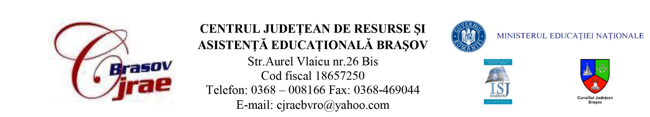 Brasov
Cjrae
CENTRUL JUDEȚEAN DE RESURSE ȘI
ASISTENȚĂ EDUCAȚIONALĂ BRAȘOV
Str.Aurel Vlaicu nr.26 Bis
Cod fiscal 18657250
Telefon: 0368 – 008166 Fax: 0368-469044
E-mail: cjraebvro@yahoo.com
MINISTERUL EDUCAȚIEI NAȚIONALE
ISJ
Consiliul Județean
Brașov